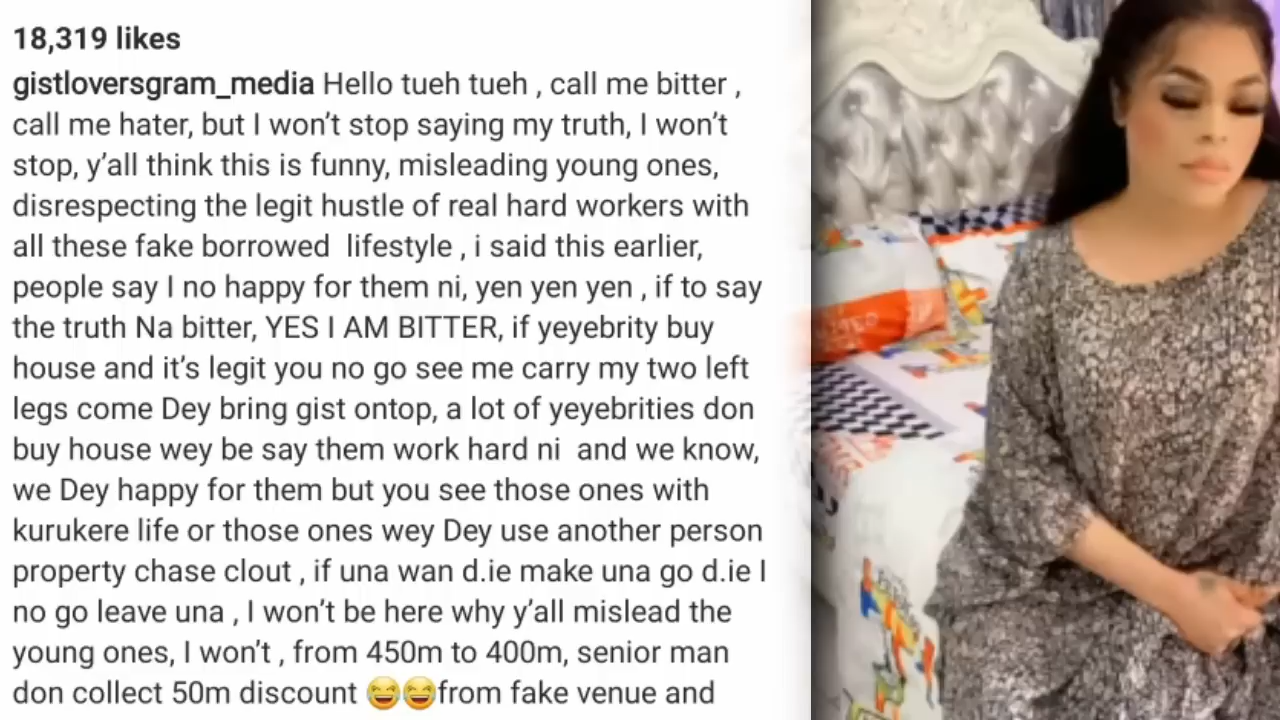 18,319 likes
gistloversgram_media Hello tueh tueh , call me bitter ,
call me hater, but I won't stop saying my truth, I won't
stop, y'all think this is funny, misleading young ones,
disrespecting the legit hustle of real hard workers with
all these fake borrowed lifestyle , i said this earlier,
people say I no happy for them ni, yen yen yen , if to say
the truth Na bitter, YES I AM BITTER, if yeyebrity buy
house and it's legit you no go see me carry my two left
legs come Dey bring gist ontop, a lot of yeyebrities don
buy house wey be say them work hard ni and we know,
we Dey happy for them but you see those ones with
kurukere life or those ones wey Dey use another person
property chase clout , if una wan d.ie make una go d.ie I
no go leave una , I won't be here why y'all mislead the
young ones, I won't , from 450m to 400m, senior man
don collect 50m discount 😂😂from fake venue and